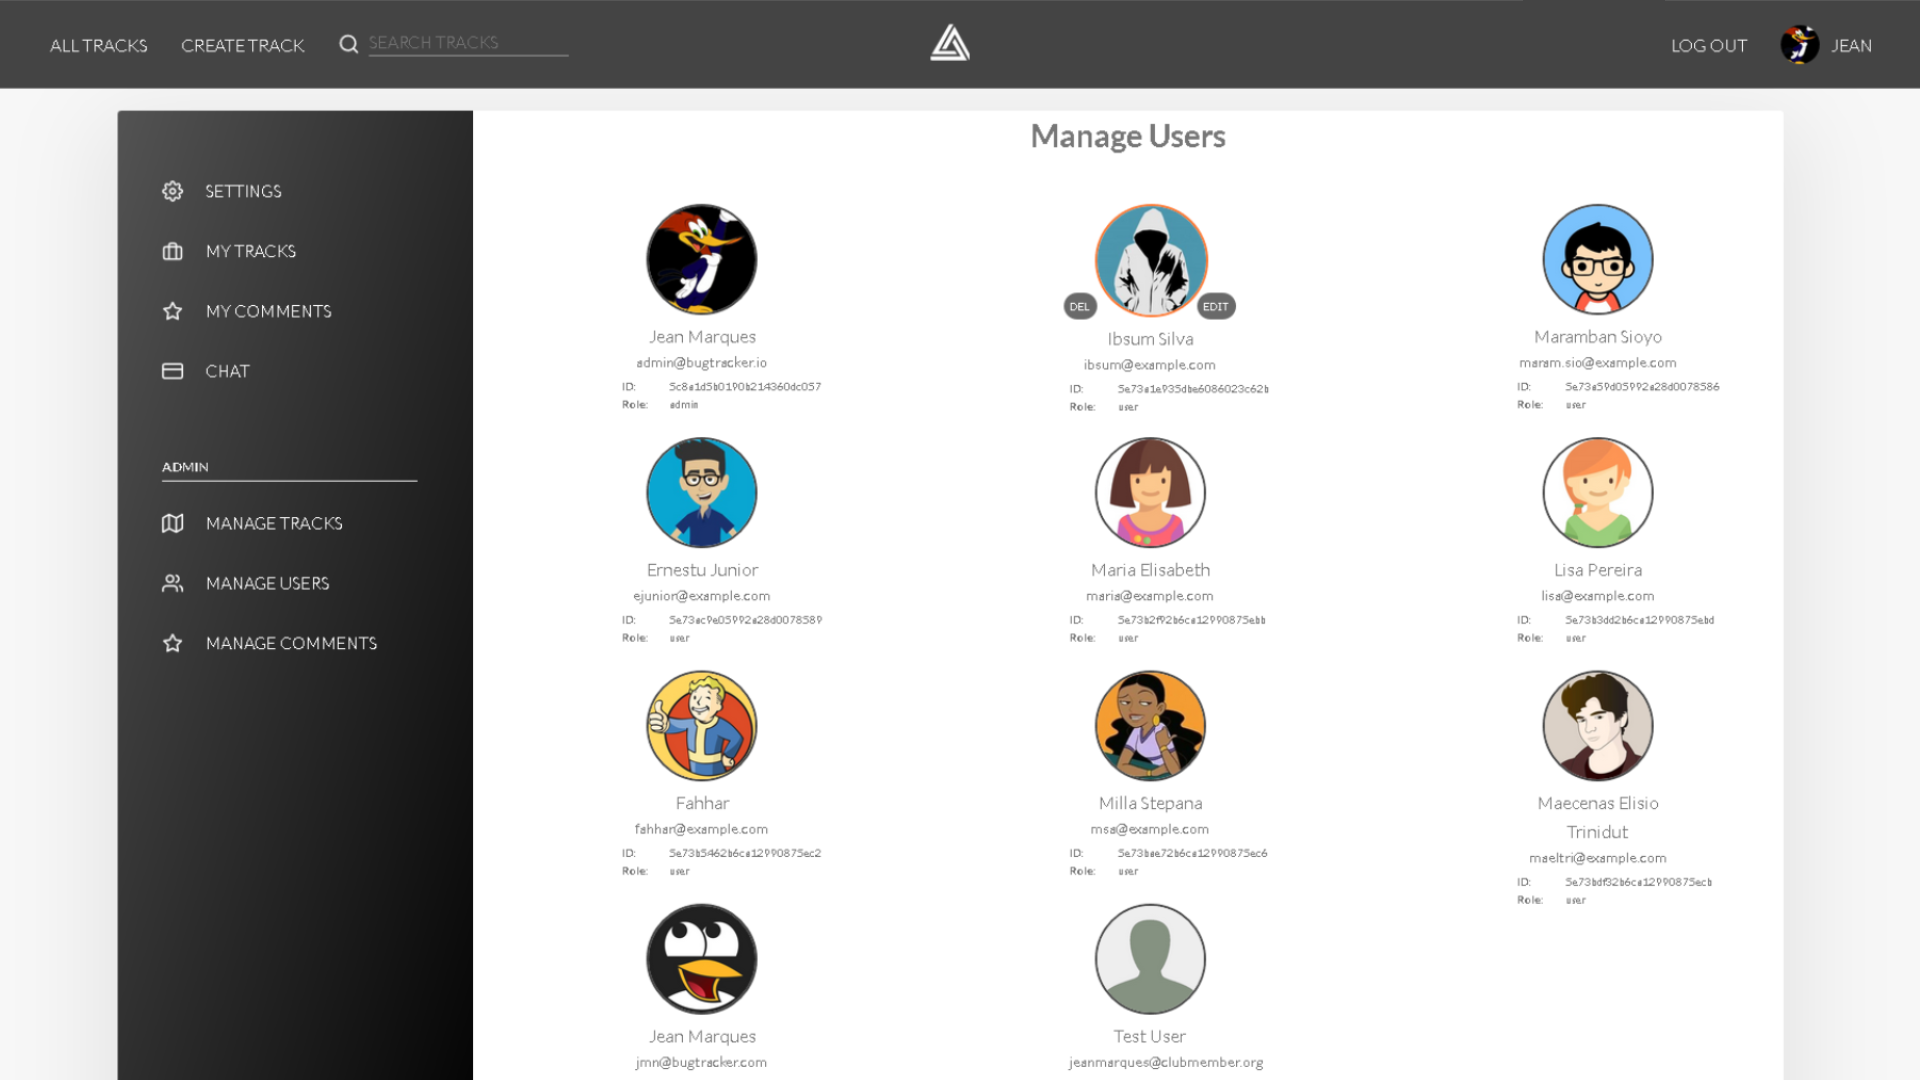 ALL TRACKS CREATE TRACK SEARCH TRACKS LOG OUT JEAN
SETTINGS
MY TRACKS
MY COMMENTS
CHAT
ADMIN
MANAGE TRACKS
MANAGE USERS
MANAGE COMMENTS
Manage Users
Jean Marques
admin@bugtracker.io
ID: 5c8a1d5b0190b214360dc057
Role: admin
DEL EDIT
Ibsum Silva
ibsum@example.com
ID: 5e73a1e935dbe6086023c62b
Role: user
Maramban Sioyo
maram.sio@example.com
ID: 5e73a59d05992a28d0078586
Role: user
Ernestu Junior
ejunior@example.com
ID: 5e73ac9e05992a28d0078589
Role: user
Maria Elisabeth
maria@example.com
ID: 5e73b2f92b6ca12990875ebb
Role: user
Lisa Pereira
lisa@example.com
ID: 5e73b3dd2b6ca12990875ebd
Role: user
Fahhar
fahhar@example.com
ID: 5e73b5462b6ca12990875ec2
Role: user
Milla Stepana
msa@example.com
ID: 5e73bae72b6ca12990875ec6
Role: user
Maecenas Elisio
Trinidut
maeltri@example.com
ID: 5e73bdf32b6ca12990875ecb
Role: user
Jean Marques
jmn@bugtracker.com
Test User
jeanmarques@clubmember.org